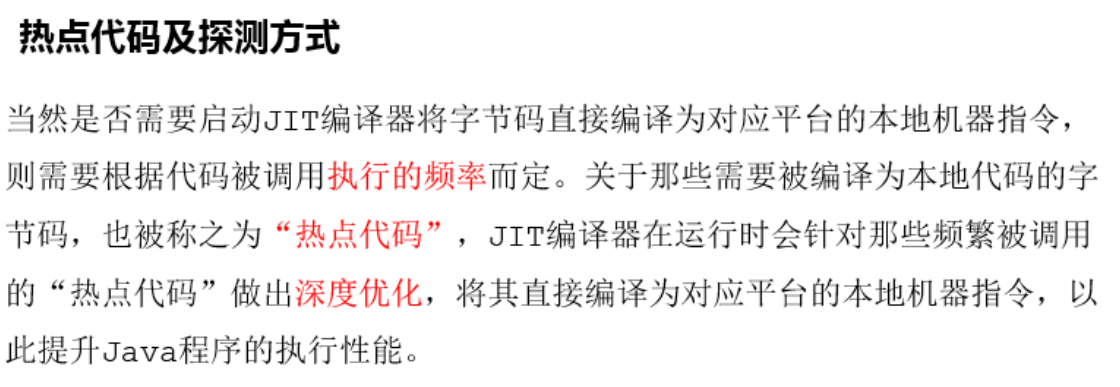 热点代码及探测方式
当然是否需要启动JIT编译器将字节码直接编译为对应平台的本地机器指令，
则需要根据代码被调用执行的频率而定。关于那些需要被编译为本地代码的字
节码，也被称之为“热点代码”，JIT编译器在运行时会针对那些频繁被调用
的“热点代码”做出深度优化，将其直接编译为对应平台的本地机器指令，以
此提升Java程序的执行性能。